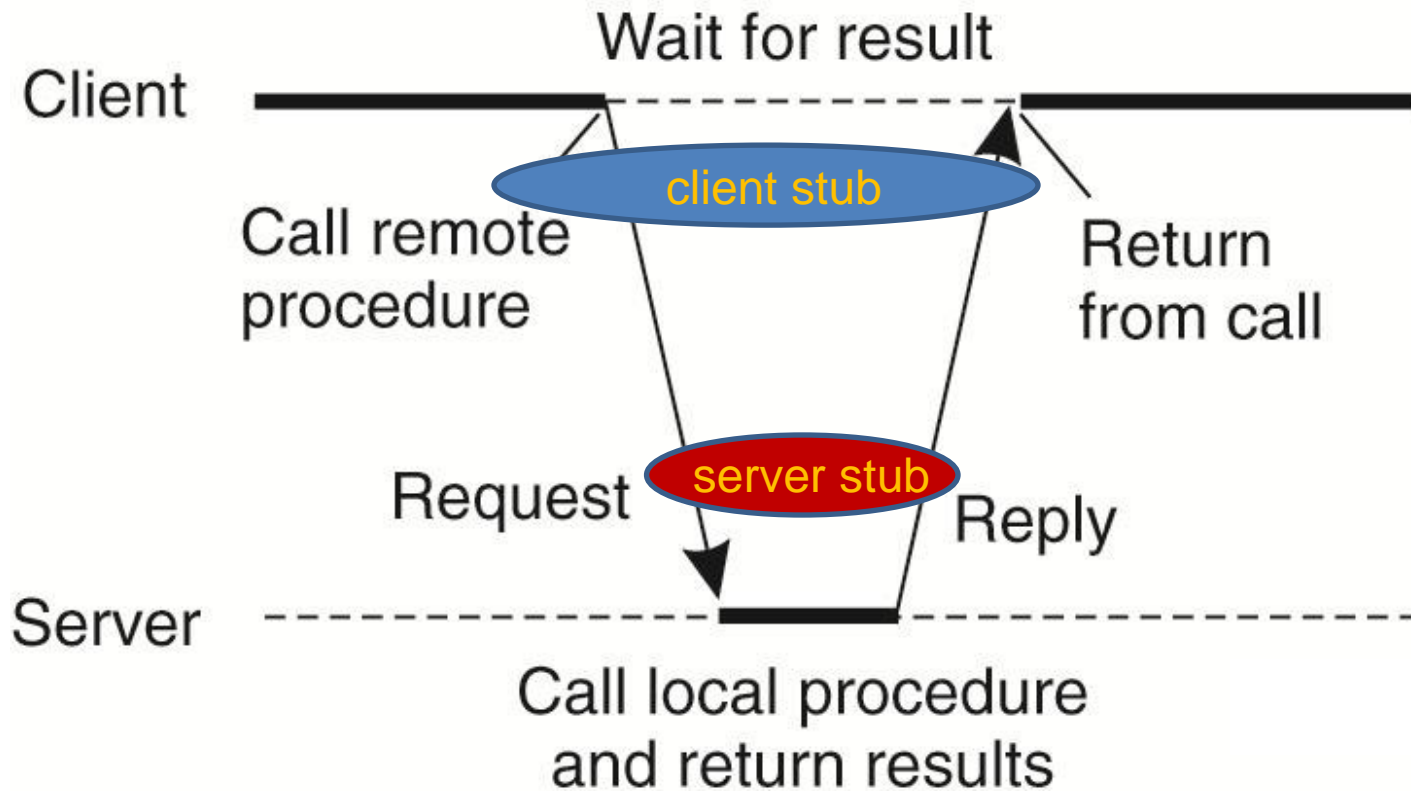 Wait for result
Client
client stub
Call remote
procedure
Return
from call
server stub
Request
Reply
Server
Call local procedure
and return results